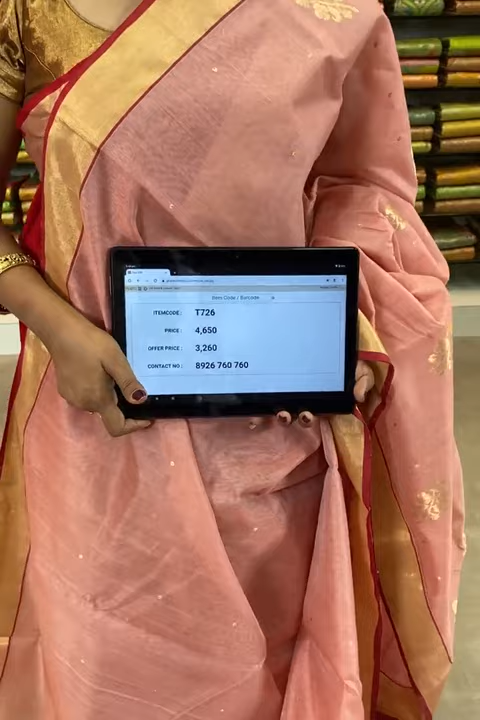 Item Code / Barcode
ITEMCODE : T726
PRICE : 4,650
OFFER PRICE : 3,260
CONTACT NO : 8926 760 760